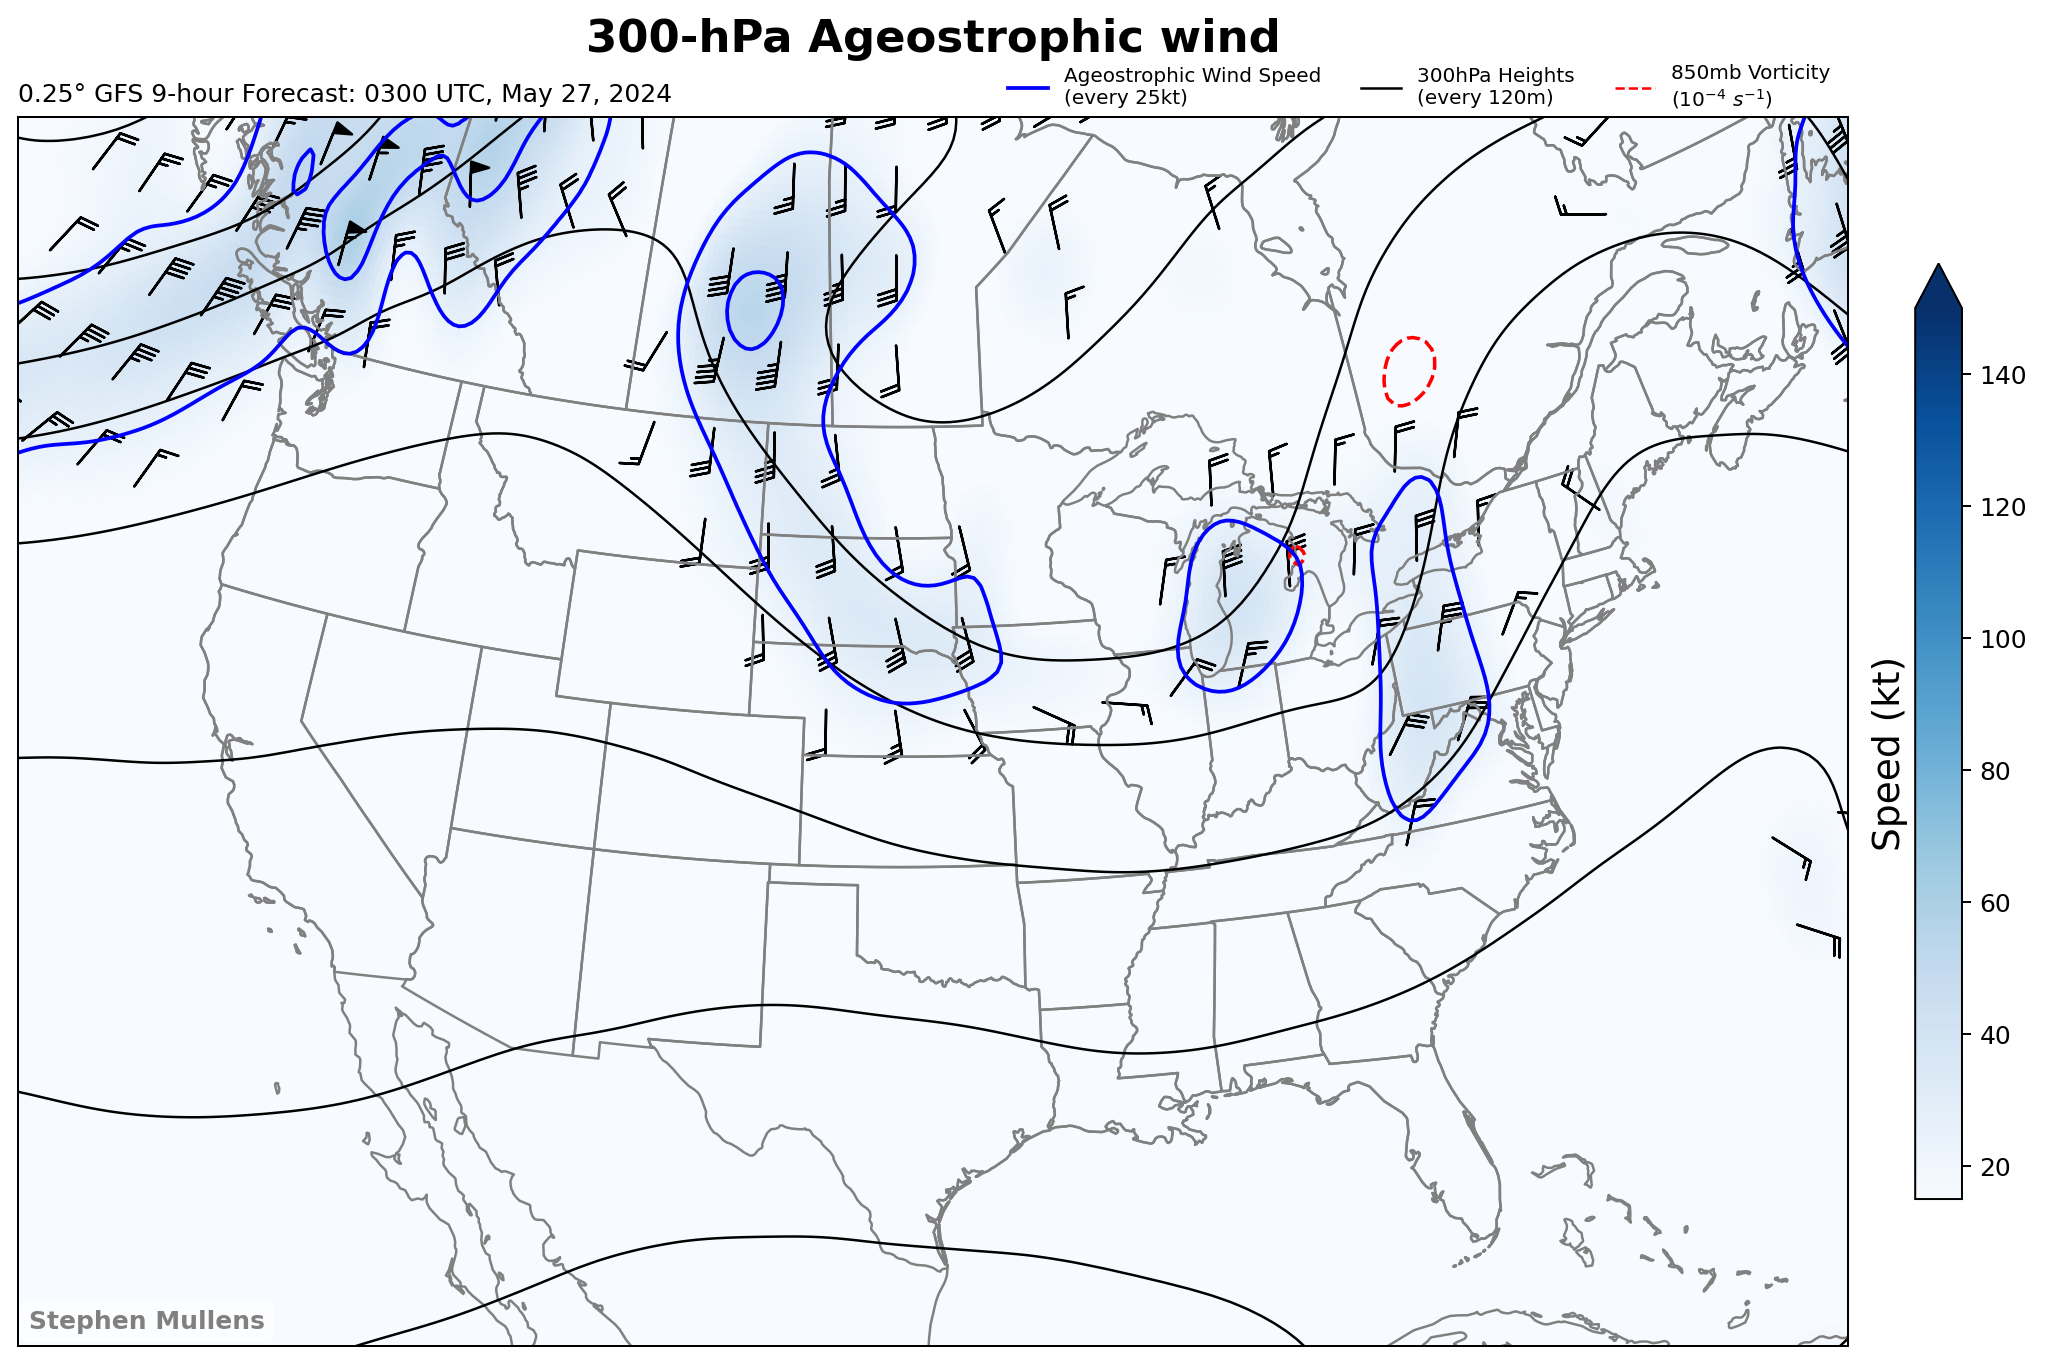 300-hPa Ageostrophic wind
0.25° GFS 9-hour Forecast: 0300 UTC, May 27, 2024
Ageostrophic Wind Speed
(every 25kt)
300hPa Heights
(every 120m)
850mb Vorticity
(10⁻⁴ s⁻¹)
140
120
100
80
60
40
20
Speed (kt)
Stephen Mullens